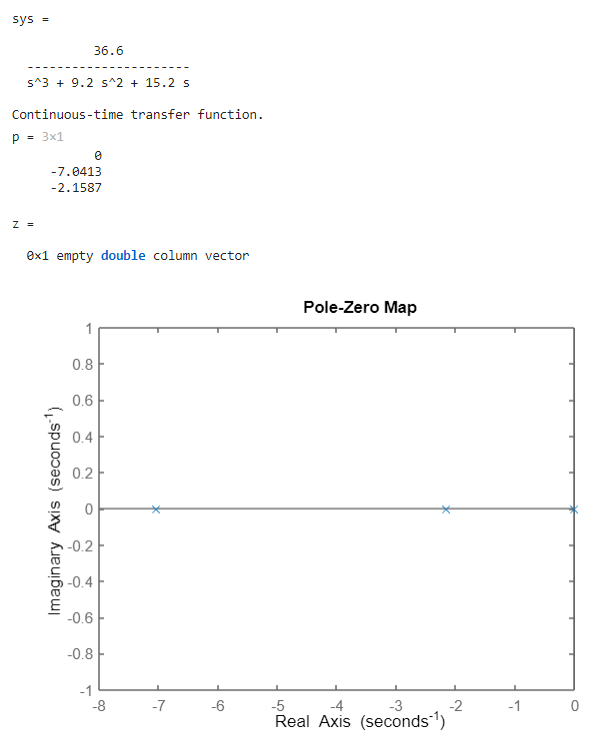 sys =
36.6
----------------------
s^3 + 9.2 s^2 + 15.2 s
Continuous-time transfer function.
p = 3×1
0
-7.0413
-2.1587
z =
0×1 empty double column vector
Pole-Zero Map
1
0.8
0.6
0.4
0.2
0
-0.2
-0.4
-0.6
-0.8
-1
Imaginary Axis (seconds⁻¹)
-8 -7 -6 -5 -4 -3 -2 -1 0
Real Axis (seconds⁻¹)